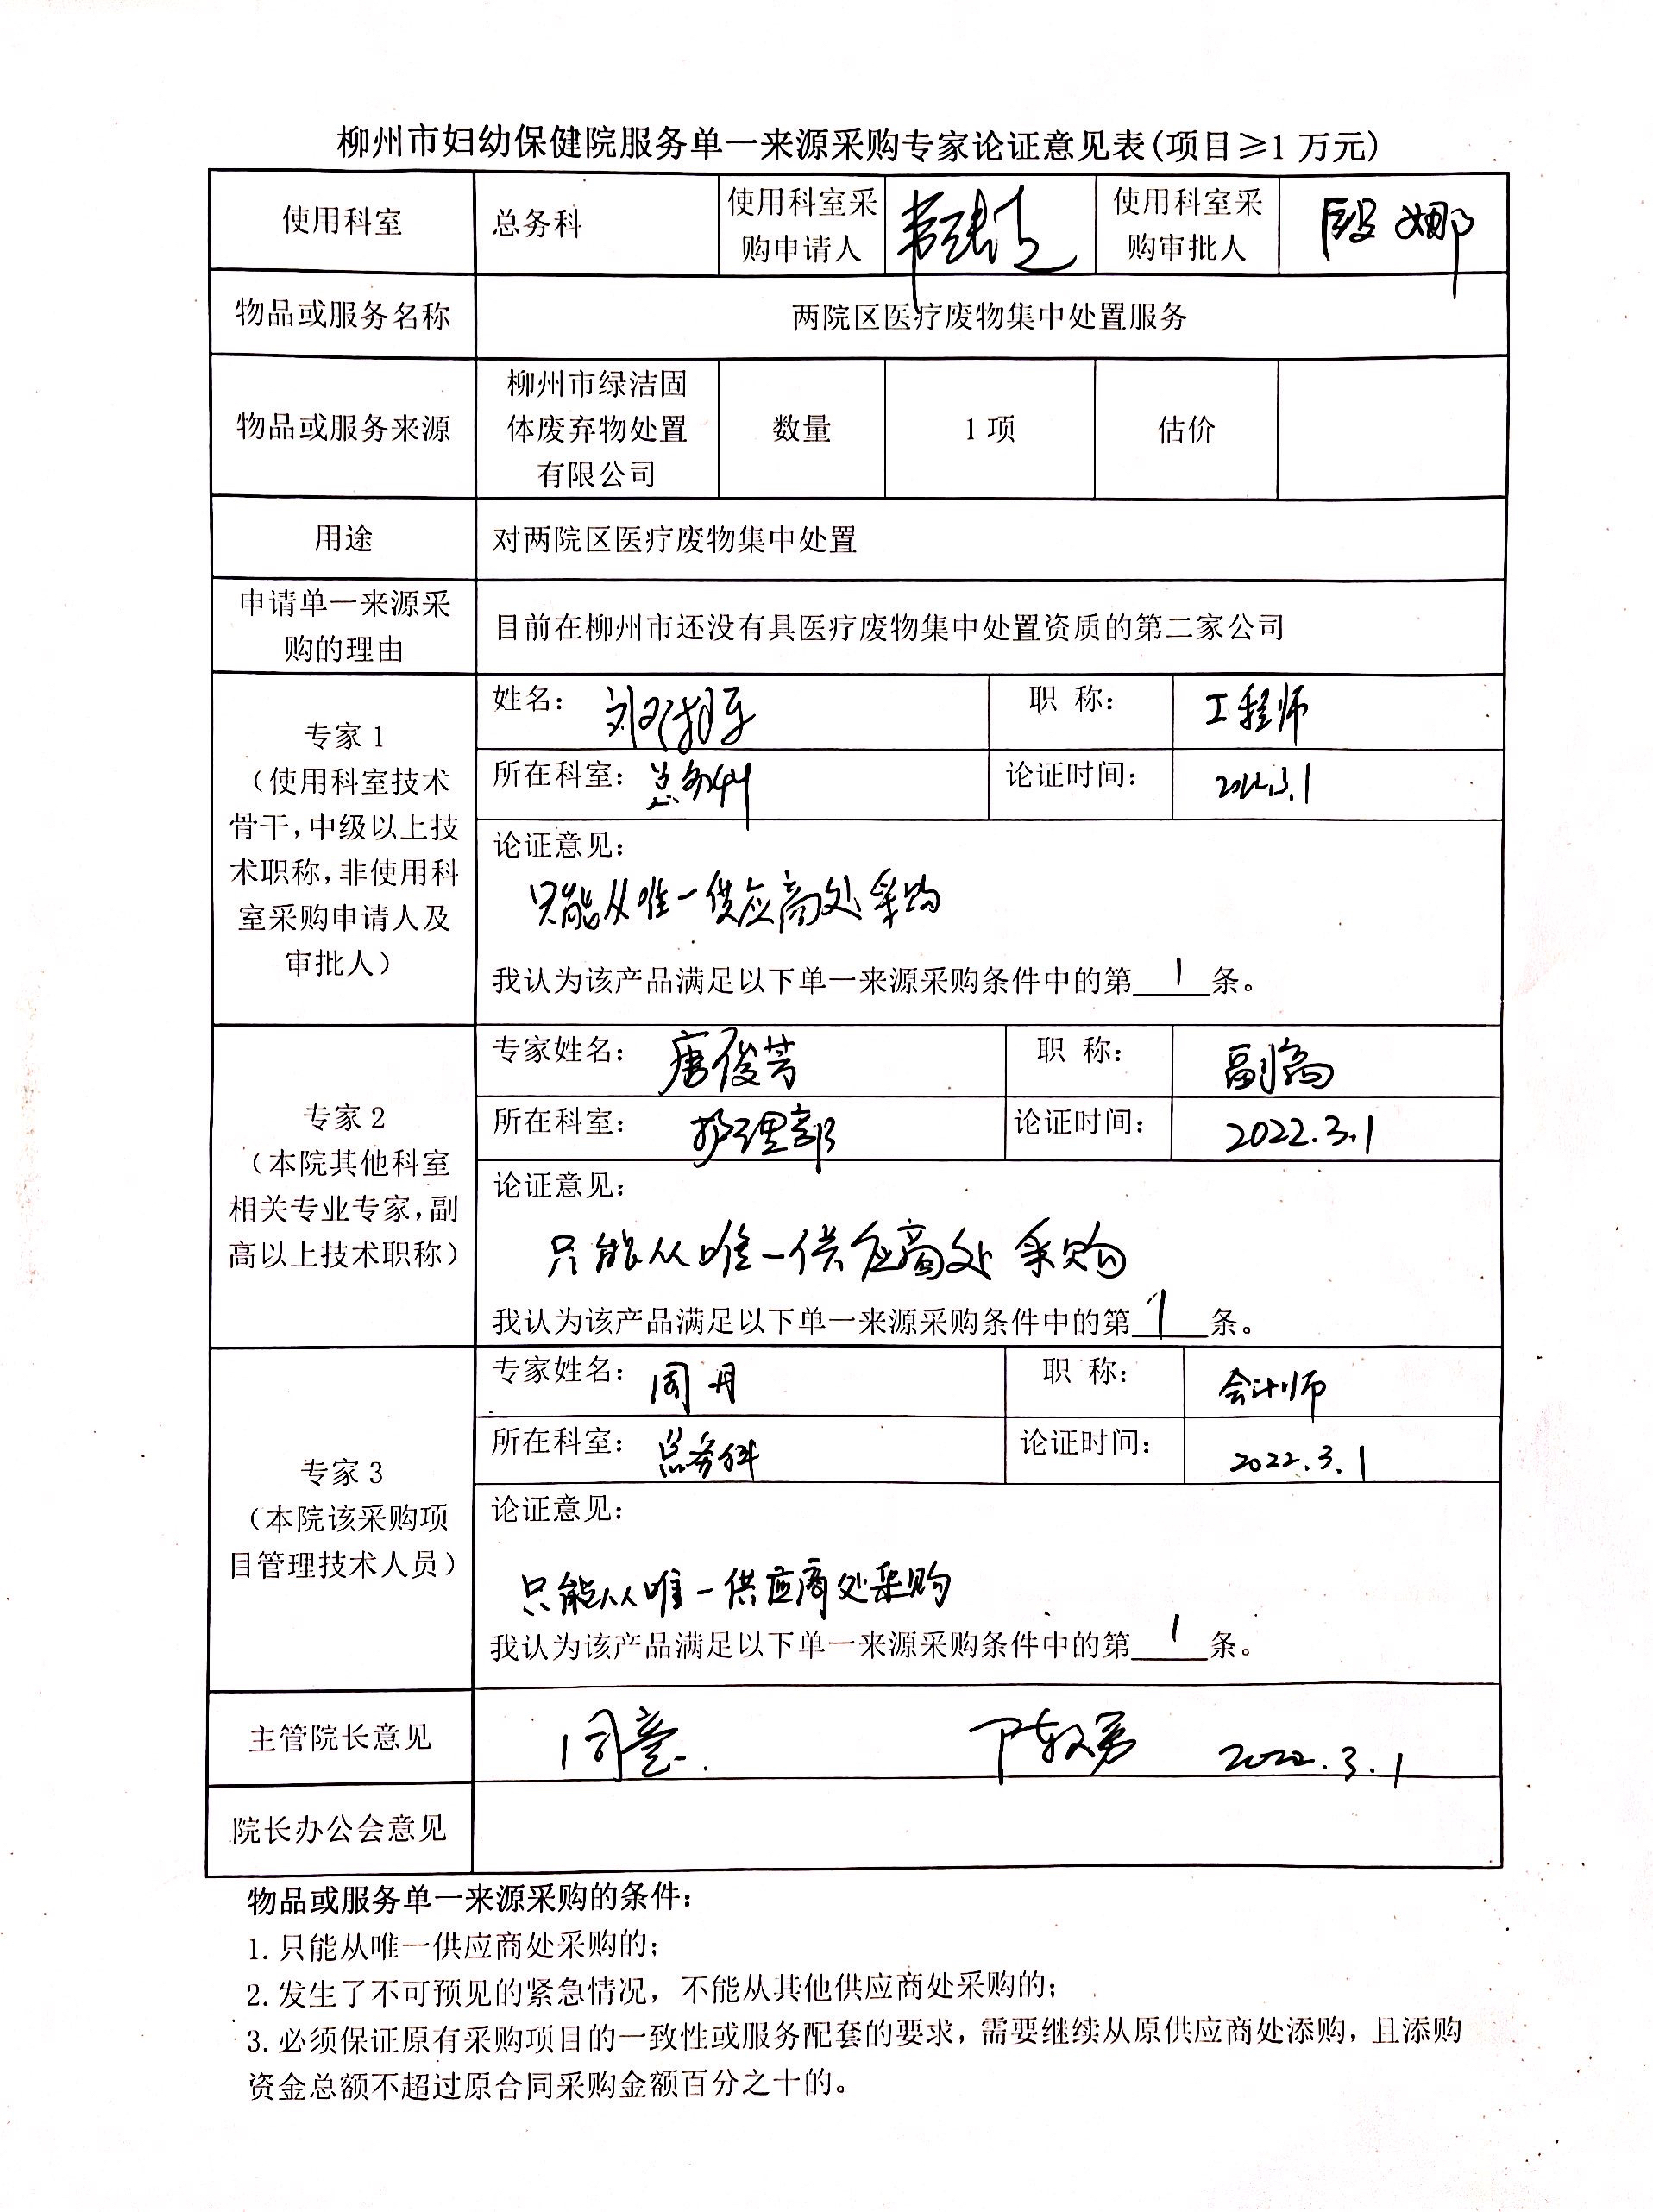 柳州市妇幼保健院服务单一来源采购专家论证意见表(项目≥1万元)
使用科室
总务科
使用科室采
购申请人
使用科室采
购审批人
段娜
物品或服务名称
两院区医疗废物集中处置服务
物品或服务来源
柳州市绿洁固
体废弃物处置
有限公司
数量
1项
估价
用途
对两院区医疗废物集中处置
申请单一来源采
购的理由
目前在柳州市还没有具医疗废物集中处置资质的第二家公司
专家1
（使用科室技术
骨干,中级以上技
术职称,非使用科
室采购申请人及
审批人）
姓名：
职 称：
工程师
所在科室：总务科
论证时间：
2022.3.1
论证意见：
只能从唯一供应商处采购
我认为该产品满足以下单一来源采购条件中的第1条。
专家2
（本院其他科室
相关专业专家,副
高以上技术职称）
专家姓名：唐俊芳
职 称：
副高
所在科室：护理部
论证时间：
2022.3.1
论证意见：
只能从唯一供应商处采购
我认为该产品满足以下单一来源采购条件中的第1条。
专家3
（本院该采购项
目管理技术人员）
专家姓名：周丹
职 称：
会计师
所在科室：总务科
论证时间：
2022.3.1
论证意见：
只能从唯一供应商处采购
我认为该产品满足以下单一来源采购条件中的第1条。
主管院长意见
同意.
2022.3.1
院长办公会意见
物品或服务单一来源采购的条件：
1.只能从唯一供应商处采购的；
2.发生了不可预见的紧急情况，不能从其他供应商处采购的；
3.必须保证原有采购项目的一致性或服务配套的要求，需要继续从原供应商处添购，且添购
资金总额不超过原合同采购金额百分之十的。